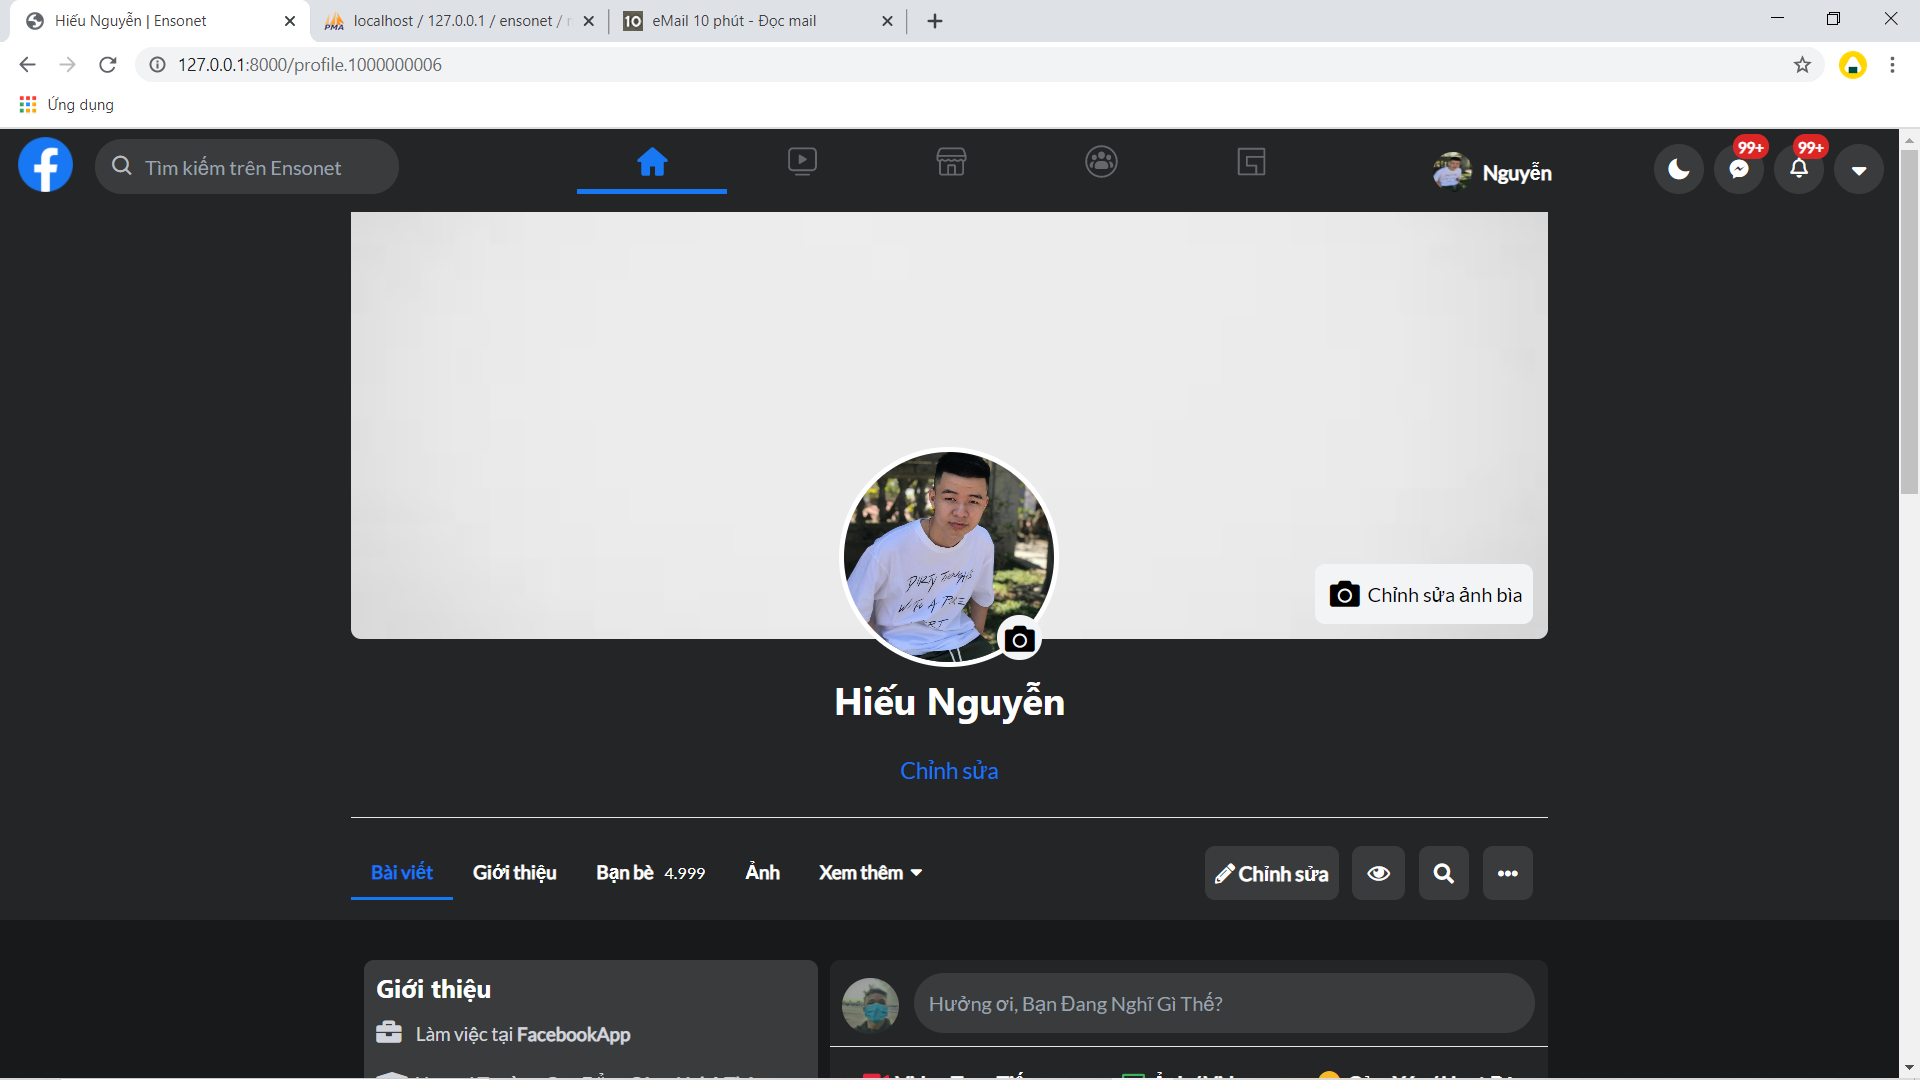 Hiếu Nguyễn | Ensonet
localhost / 127.0.0.1 / ensonet /
eMail 10 phút - Đọc mail
127.0.0.1:8000/profile.1000000006
Ứng dụng
Tìm kiếm trên Ensonet
Nguyễn
99+
99+
DIRTY THOUGHTS
Chỉnh sửa ảnh bìa
Hiếu Nguyễn
Chỉnh sửa
Bài viết
Giới thiệu
Bạn bè 4.999
Ảnh
Xem thêm
Chỉnh sửa
Giới thiệu
Làm việc tại FacebookApp
Hưởng ơi, Bạn Đang Nghĩ Gì Thế?